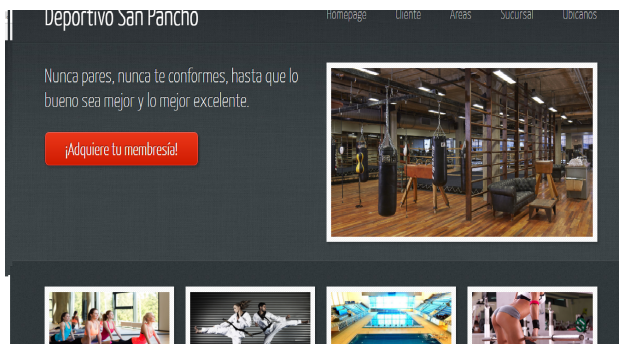 Deportivo San Pancho
Homepage Cliente Areas Sucursal Ubicanos
Nunca pares, nunca te conformes, hasta que lo
bueno sea mejor y lo mejor excelente.
¡Adquiere tu membresía!